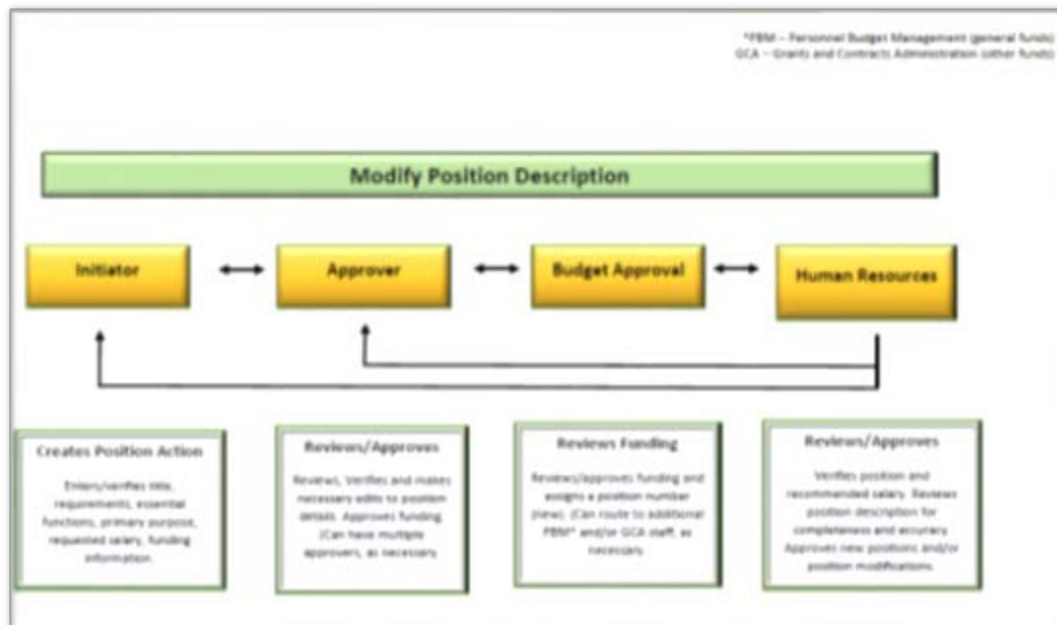 *PBM – Personnel Budget Management (general funds)
GCA – Grants and Contracts Administration (other funds)
Modify Position Description
Initiator
Approver
Budget Approval
Human Resources
Creates Position Action
Enters/verifies title,
requirements, essential
functions, primary purpose,
requested salary, funding
information.
Reviews/Approves
Reviews, Verifies and makes
necessary edits to position
details. Approves funding.
(Can have multiple
approvers, as necessary
Reviews Funding
Reviews/approves funding and
assigns a position number
(new). (Can route to additional
PBM* and/or GCA staff, as
necessary
Reviews/Approves
Verifies position and
recommended salary. Reviews
position description for
completeness and accuracy.
Approves new positions and/or
position modifications.